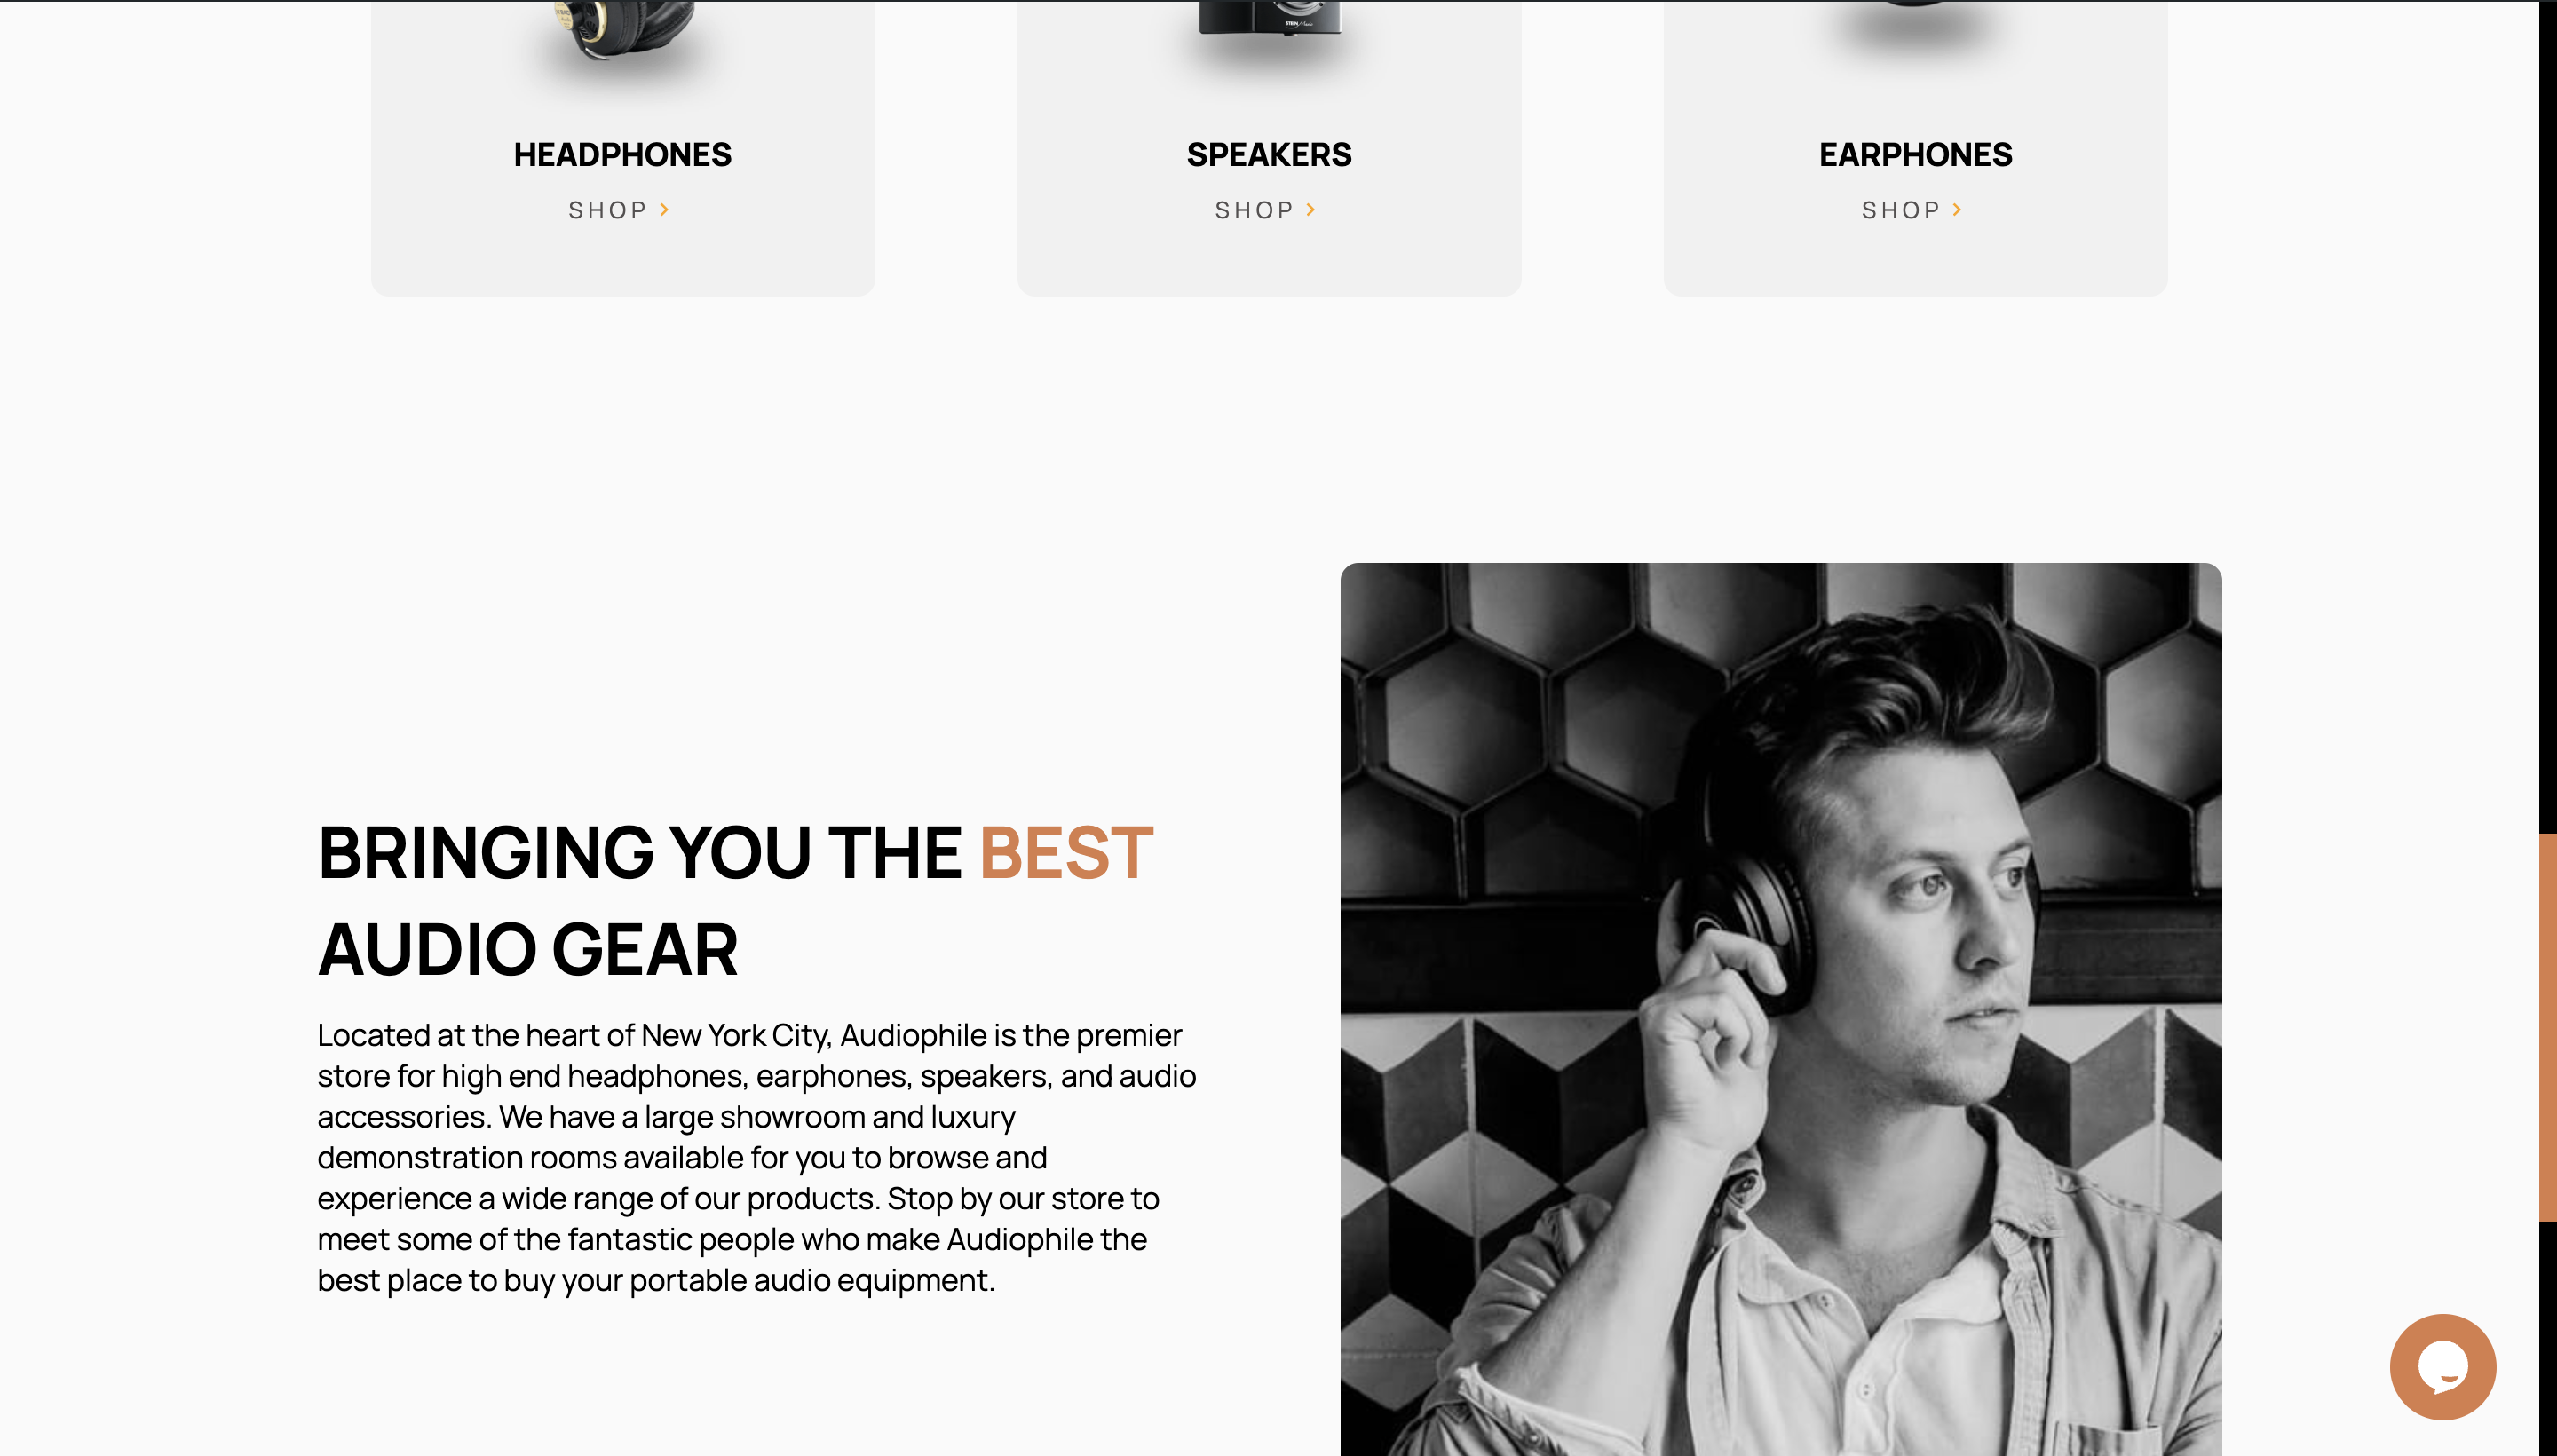 STEIN Music
HEADPHONES
SPEAKERS
EARPHONES
SHOP
SHOP
SHOP
BRINGING YOU THE BEST
AUDIO GEAR
Located at the heart of New York City, Audiophile is the premier
store for high end headphones, earphones, speakers, and audio
accessories. We have a large showroom and luxury
demonstration rooms available for you to browse and
experience a wide range of our products. Stop by our store to
meet some of the fantastic people who make Audiophile the
best place to buy your portable audio equipment.